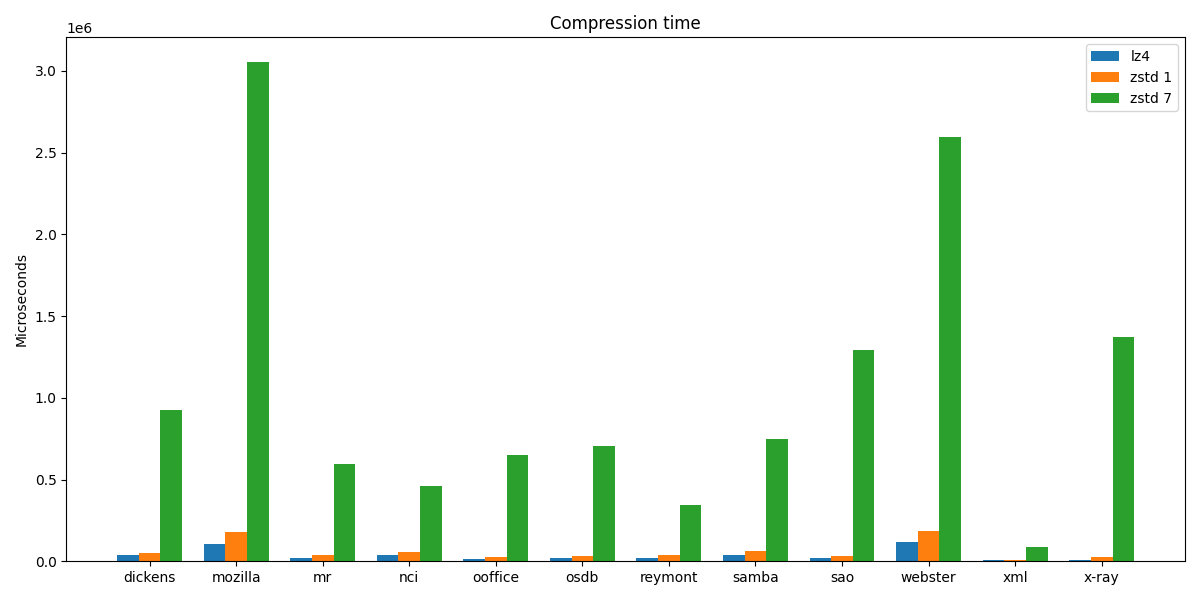 Compression time
1e6
3.0
2.5
2.0
1.5
1.0
0.5
0.0
Microseconds
lz4
zstd 1
zstd 7
dickens mozilla mr nci ooffice osdb reymont samba sao webster xml x-ray